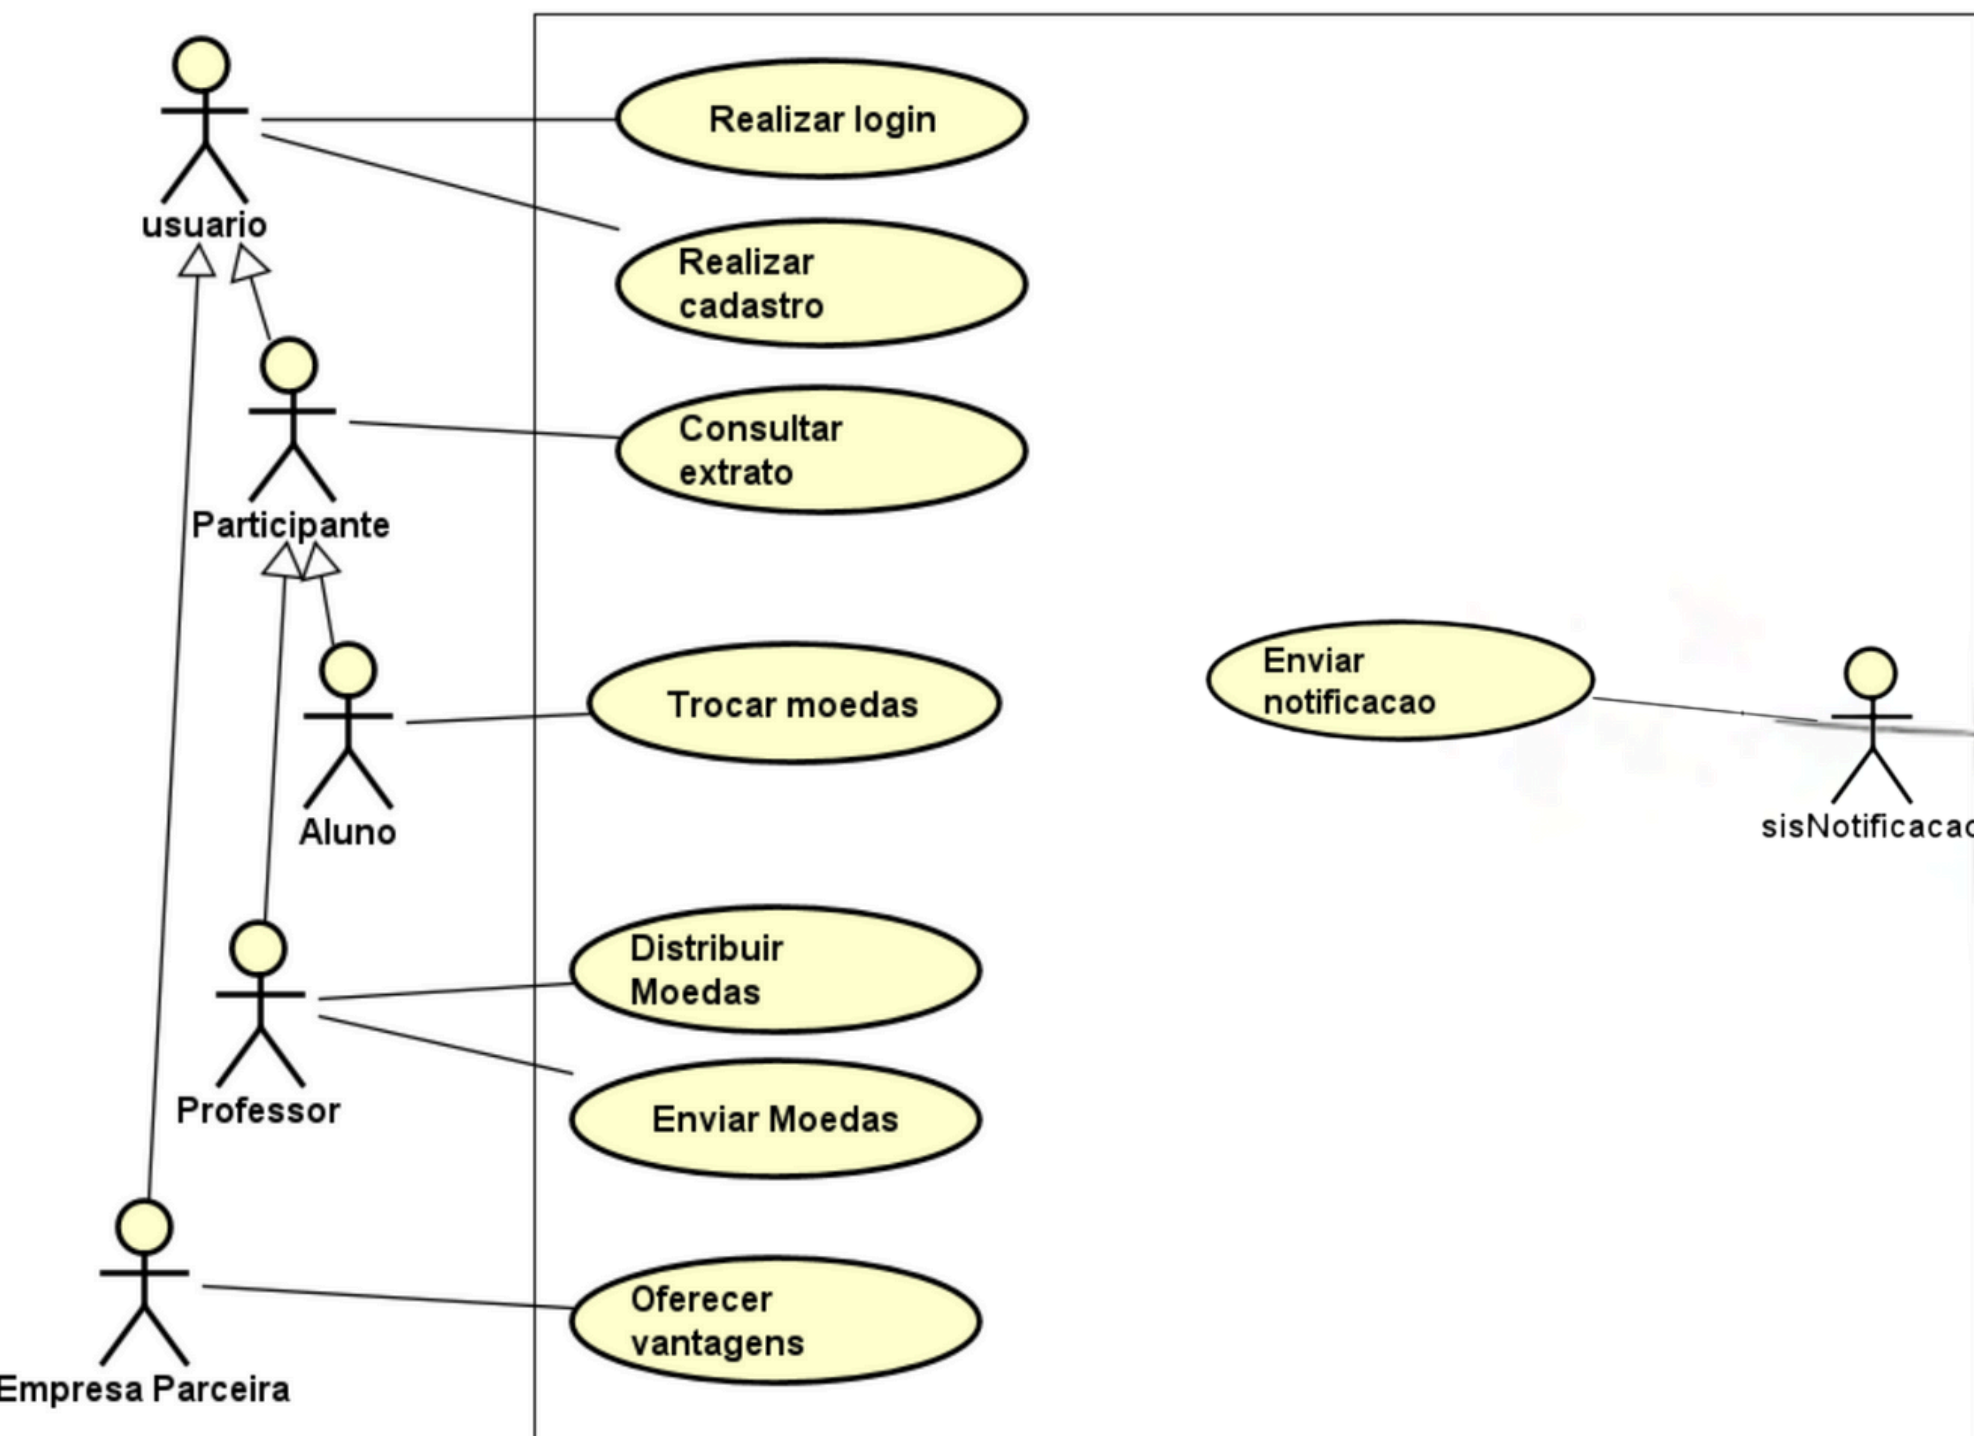 Realizar login
usuario
Realizar
cadastro
Consultar
extrato
Participante
Enviar
notificacao
Trocar moedas
sisNotificacao
Aluno
Distribuir
Moedas
Professor
Enviar Moedas
Oferecer
vantagens
Empresa Parceira